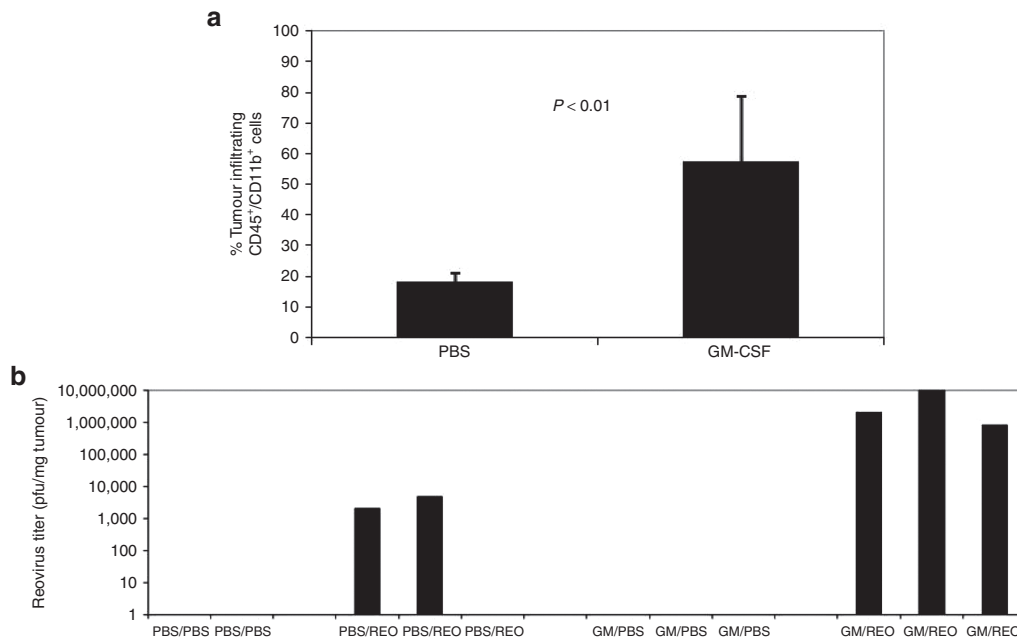 a
% Tumour infiltrating
CD45⁺/CD11b⁺ cells
100
90
80
70
60
50
40
30
20
10
0
P < 0.01
PBS
GM-CSF
b
Reovirus titer (pfu/mg tumour)
10,000,000
1,000,000
100,000
10,000
1,000
100
10
1
PBS/PBS PBS/PBS PBS/REO PBS/REO PBS/REO GM/PBS GM/PBS GM/PBS GM/REO GM/REO GM/REO